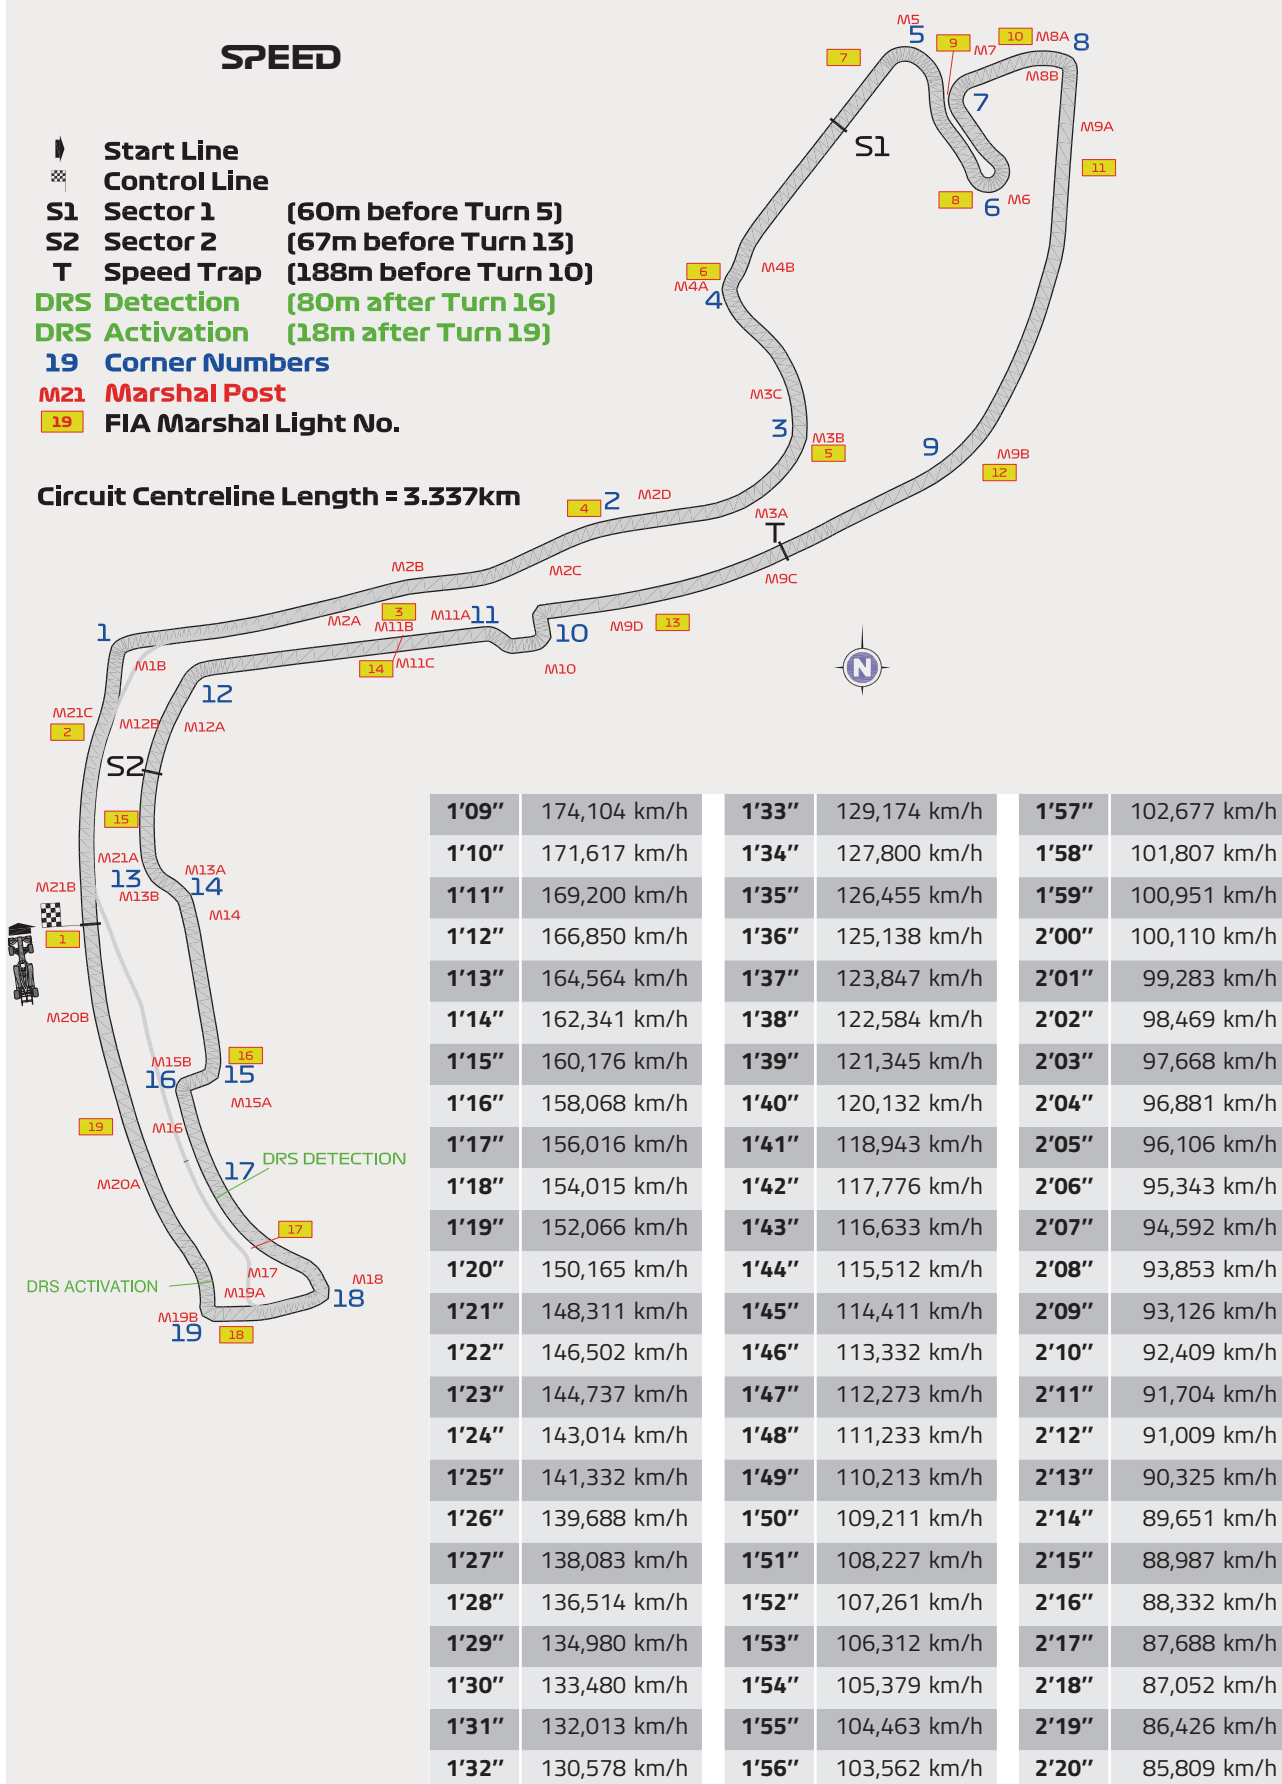 SPEED
Start Line
Control Line
S1 Sector 1 (60m before Turn 5)
S2 Sector 2 (67m before Turn 13)
T Speed Trap (188m before Turn 10)
DRS Detection (80m after Turn 16)
DRS Activation (18m after Turn 19)
19 Corner Numbers
M21 Marshal Post
19 FIA Marshal Light No.
Circuit Centreline Length = 3.337km
M5
5
7
9
M7
10
M8A
8
M8B
7
M9A
S1
11
8
6
M6
6
M4B
M4A
4
M3C
3
M3B
5
9
M9B
12
4
2
M2D
M3A
T
M2B
M2C
M9C
3
M2A
M11A
11
M11B
1
10
M9D
13
M1B
14
M11C
M10
N
12
M21C
M12B
M12A
2
S2
15
M21A
M13A
13
14
M21B
M13B
M14
1
M20B
M15B
16
16
15
M15A
19
M16
DRS DETECTION
17
M20A
17
M17
M18
DRS ACTIVATION
M19A
18
M19B
19
18
1'09'' 174,104 km/h 1'33'' 129,174 km/h 1'57'' 102,677 km/h
1'10'' 171,617 km/h 1'34'' 127,800 km/h 1'58'' 101,807 km/h
1'11'' 169,200 km/h 1'35'' 126,455 km/h 1'59'' 100,951 km/h
1'12'' 166,850 km/h 1'36'' 125,138 km/h 2'00'' 100,110 km/h
1'13'' 164,564 km/h 1'37'' 123,847 km/h 2'01'' 99,283 km/h
1'14'' 162,341 km/h 1'38'' 122,584 km/h 2'02'' 98,469 km/h
1'15'' 160,176 km/h 1'39'' 121,345 km/h 2'03'' 97,668 km/h
1'16'' 158,068 km/h 1'40'' 120,132 km/h 2'04'' 96,881 km/h
1'17'' 156,016 km/h 1'41'' 118,943 km/h 2'05'' 96,106 km/h
1'18'' 154,015 km/h 1'42'' 117,776 km/h 2'06'' 95,343 km/h
1'19'' 152,066 km/h 1'43'' 116,633 km/h 2'07'' 94,592 km/h
1'20'' 150,165 km/h 1'44'' 115,512 km/h 2'08'' 93,853 km/h
1'21'' 148,311 km/h 1'45'' 114,411 km/h 2'09'' 93,126 km/h
1'22'' 146,502 km/h 1'46'' 113,332 km/h 2'10'' 92,409 km/h
1'23'' 144,737 km/h 1'47'' 112,273 km/h 2'11'' 91,704 km/h
1'24'' 143,014 km/h 1'48'' 111,233 km/h 2'12'' 91,009 km/h
1'25'' 141,332 km/h 1'49'' 110,213 km/h 2'13'' 90,325 km/h
1'26'' 139,688 km/h 1'50'' 109,211 km/h 2'14'' 89,651 km/h
1'27'' 138,083 km/h 1'51'' 108,227 km/h 2'15'' 88,987 km/h
1'28'' 136,514 km/h 1'52'' 107,261 km/h 2'16'' 88,332 km/h
1'29'' 134,980 km/h 1'53'' 106,312 km/h 2'17'' 87,688 km/h
1'30'' 133,480 km/h 1'54'' 105,379 km/h 2'18'' 87,052 km/h
1'31'' 132,013 km/h 1'55'' 104,463 km/h 2'19'' 86,426 km/h
1'32'' 130,578 km/h 1'56'' 103,562 km/h 2'20'' 85,809 km/h